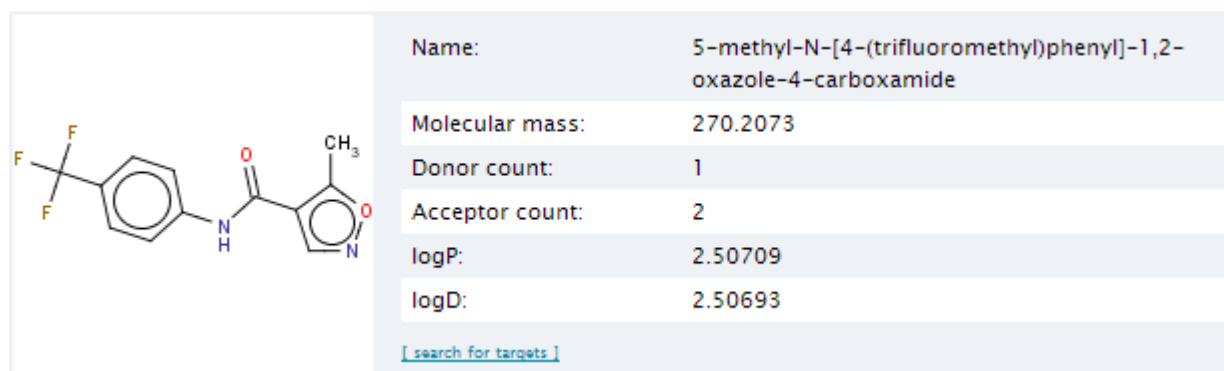 Name: 5-methyl-N-[4-(trifluoromethyl)phenyl]-1,2-
oxazole-4-carboxamide
Molecular mass: 270.2073
Donor count: 1
Acceptor count: 2
logP: 2.50709
logD: 2.50693
[ search for targets ]
F
F
F
O
N
H
CH3
O
N